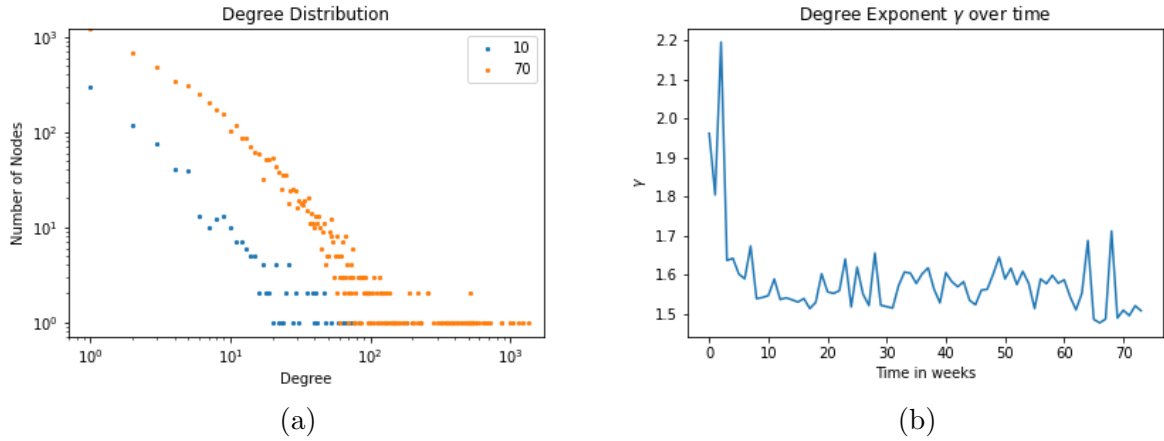 Degree Distribution
10³
10²
10¹
10⁰
Number of Nodes
10
70
10⁰ 10¹ 10² 10³
Degree
(a)
Degree Exponent γ over time
2.2
2.1
2.0
1.9
1.8
1.7
1.6
1.5
γ
0 10 20 30 40 50 60 70
Time in weeks
(b)